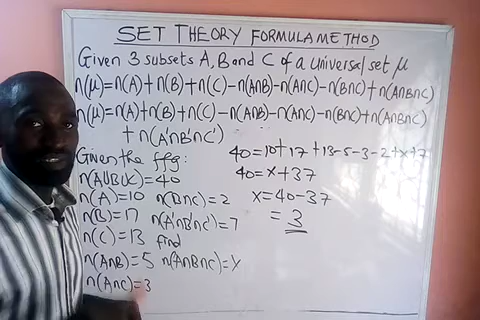 SET THEORY FORMULA METHOD
Given 3 subsets A, B and C of a universal set μ
n(μ) = n(A) + n(B) + n(C) - n(A∩B) - n(A∩C) - n(B∩C) + n(A∩B∩C)
n(μ) = n(A) + n(B) + n(C) - n(A∩B) - n(A∩C) - n(B∩C) + n(A∩B∩C)
+ n(A'∩B'∩C')
Given the ffg:
n(AUBUC) = 40
n(A) = 10 n(B∩C) = 2
n(B) = 17 n(A'∩B'∩C') = 7
n(C) = 13 find
n(A∩B) = 5 n(A∩B∩C) = x
n(A∩C) = 3
40 = 10 + 17 + 13 - 5 - 3 - 2 + x + 7
40 = x + 37
x = 40 - 37
= 3